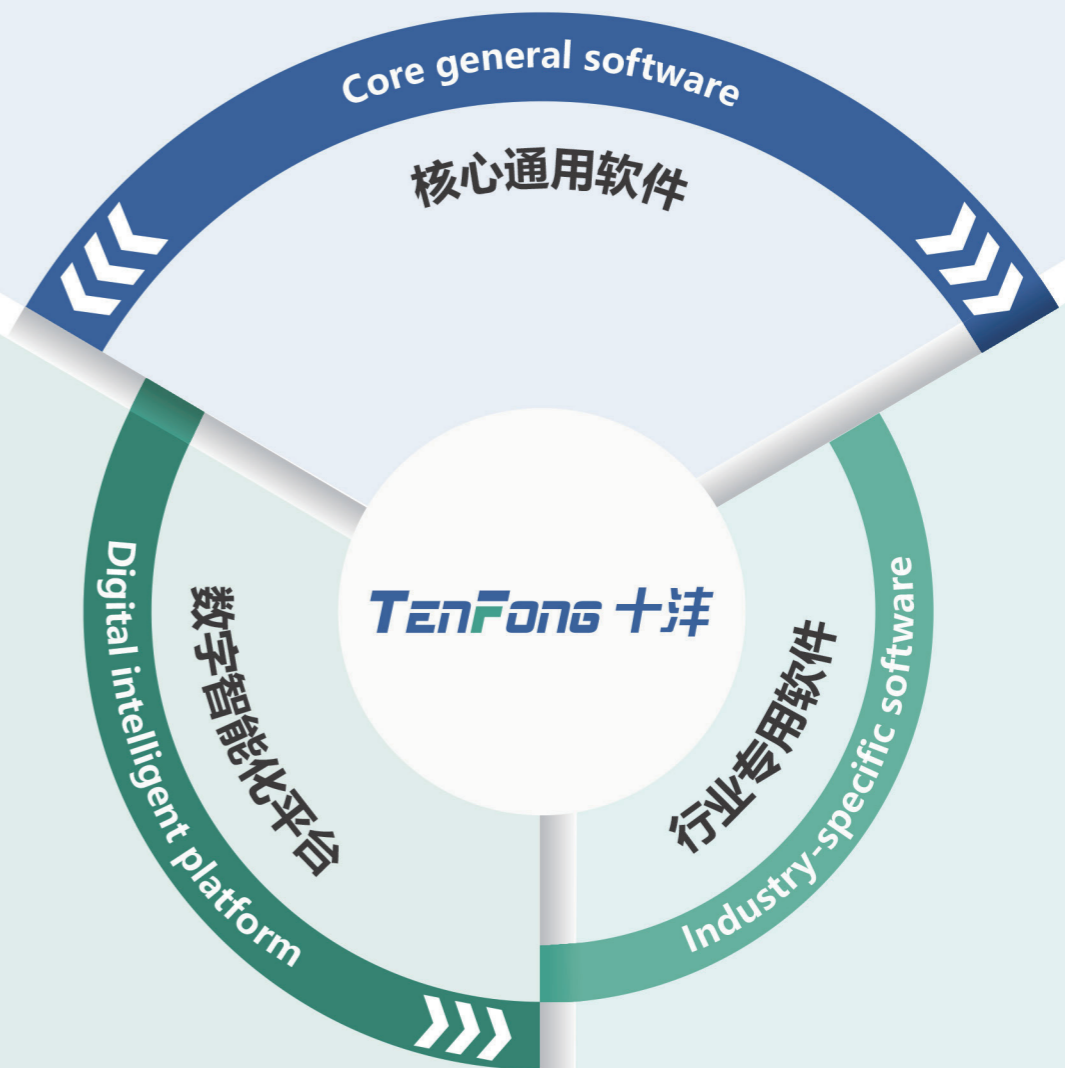 Core general software
核心通用软件
TENFONG 十沣
Digital intelligent platform
数字智能化平台
行业专用软件
Industry-specific software